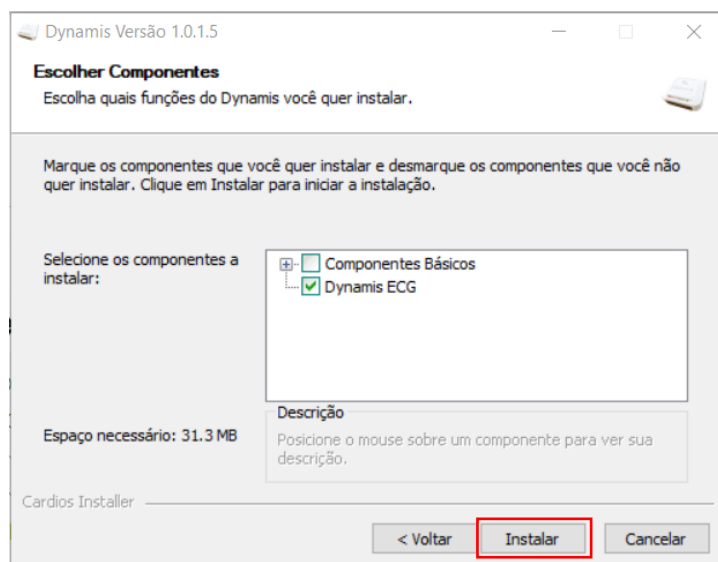 Dynamis Versão 1.0.1.5
Escolher Componentes
Escolha quais funções do Dynamis você quer instalar.
Marque os componentes que você quer instalar e desmarque os componentes que você não
quer instalar. Clique em Instalar para iniciar a instalação.
Selecione os componentes a
instalar:
Componentes Básicos
Dynamis ECG
Espaço necessário: 31.3 MB
Descrição
Posicione o mouse sobre um componente para ver sua
descrição.
Cardios Installer
< Voltar
Instalar
Cancelar